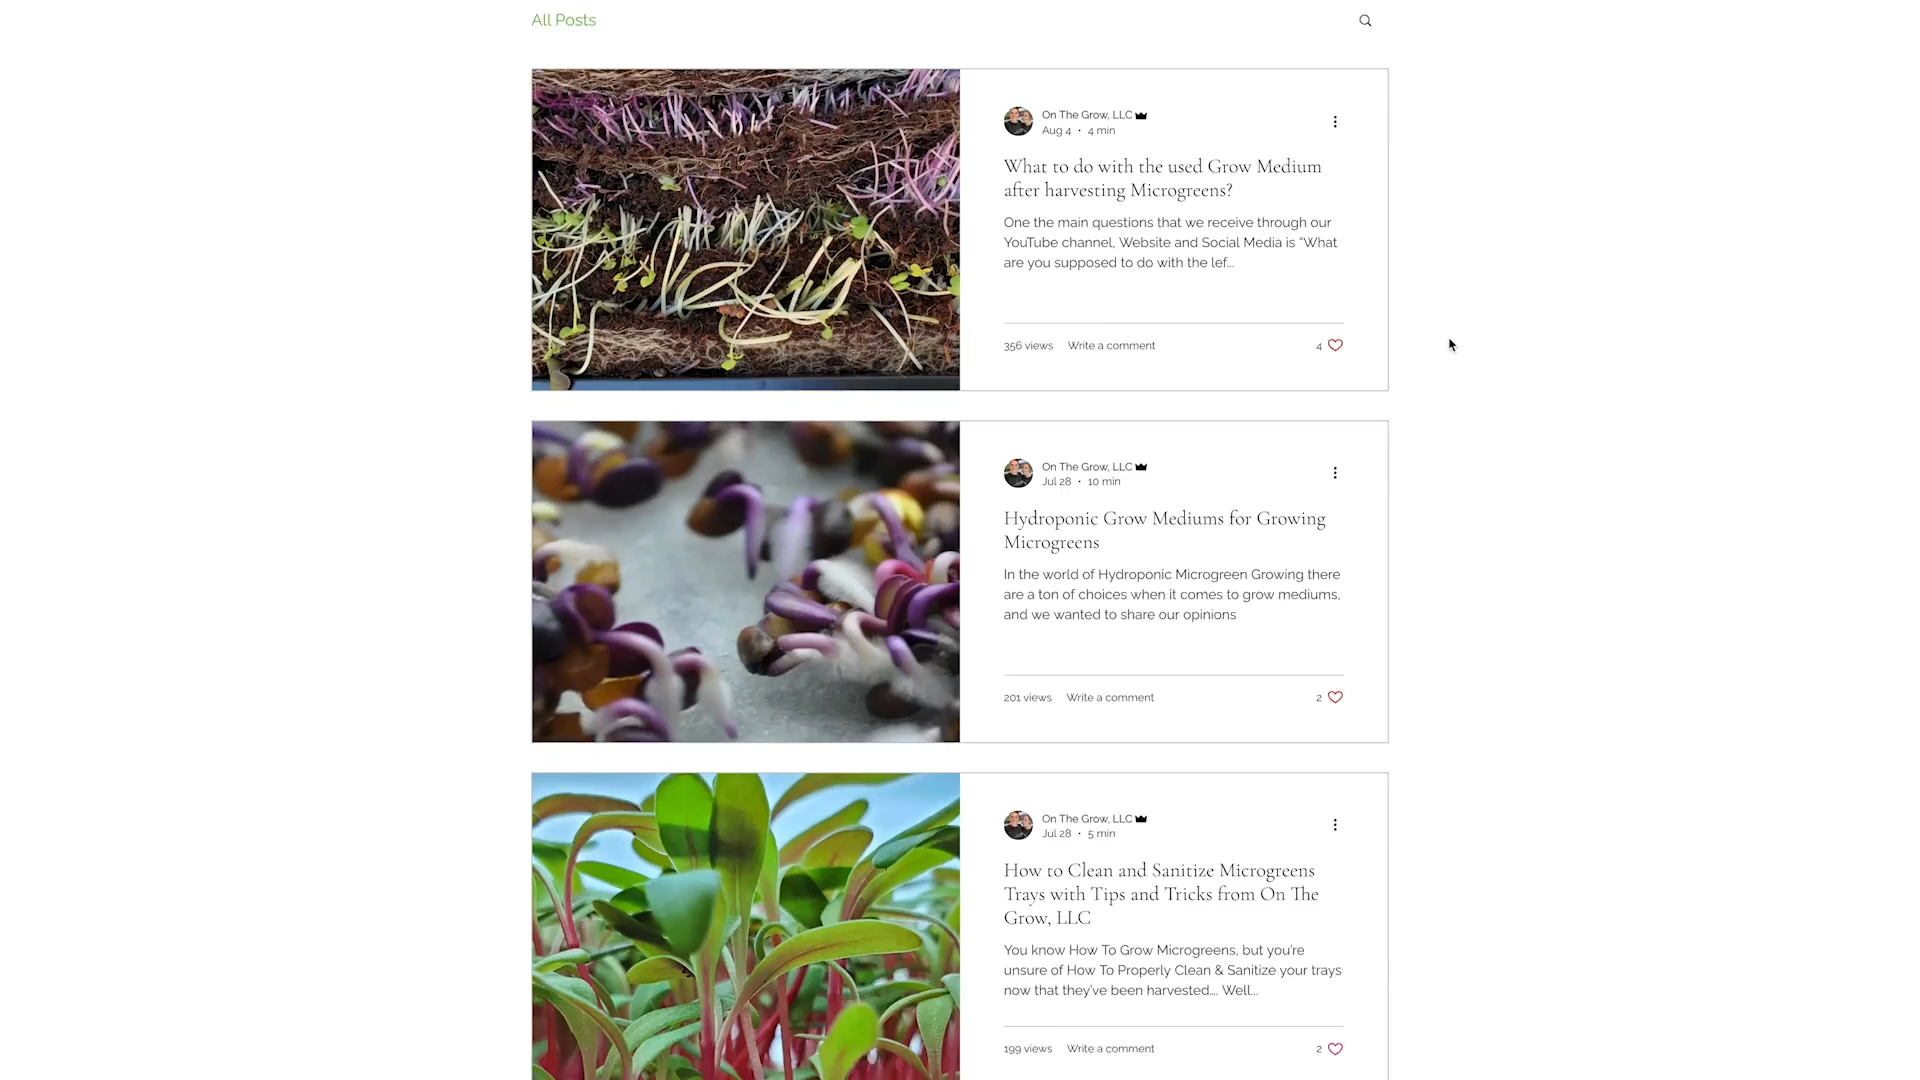 All Posts
On The Grow, LLC
Aug 4 · 4 min
What to do with the used Grow Medium
after harvesting Microgreens?
One the main questions that we receive through our
YouTube channel, Website and Social Media is “What
are you supposed to do with the lef...
356 views Write a comment 4
On The Grow, LLC
Jul 28 · 10 min
Hydroponic Grow Mediums for Growing
Microgreens
In the world of Hydroponic Microgreen Growing there
are a ton of choices when it comes to grow mediums,
and we wanted to share our opinions
201 views Write a comment 2
On The Grow, LLC
Jul 28 · 5 min
How to Clean and Sanitize Microgreens
Trays with Tips and Tricks from On The
Grow, LLC
You know How To Grow Microgreens, but you're
unsure of How To Properly Clean & Sanitize your trays
now that they've been harvested.... Well...
199 views Write a comment 2